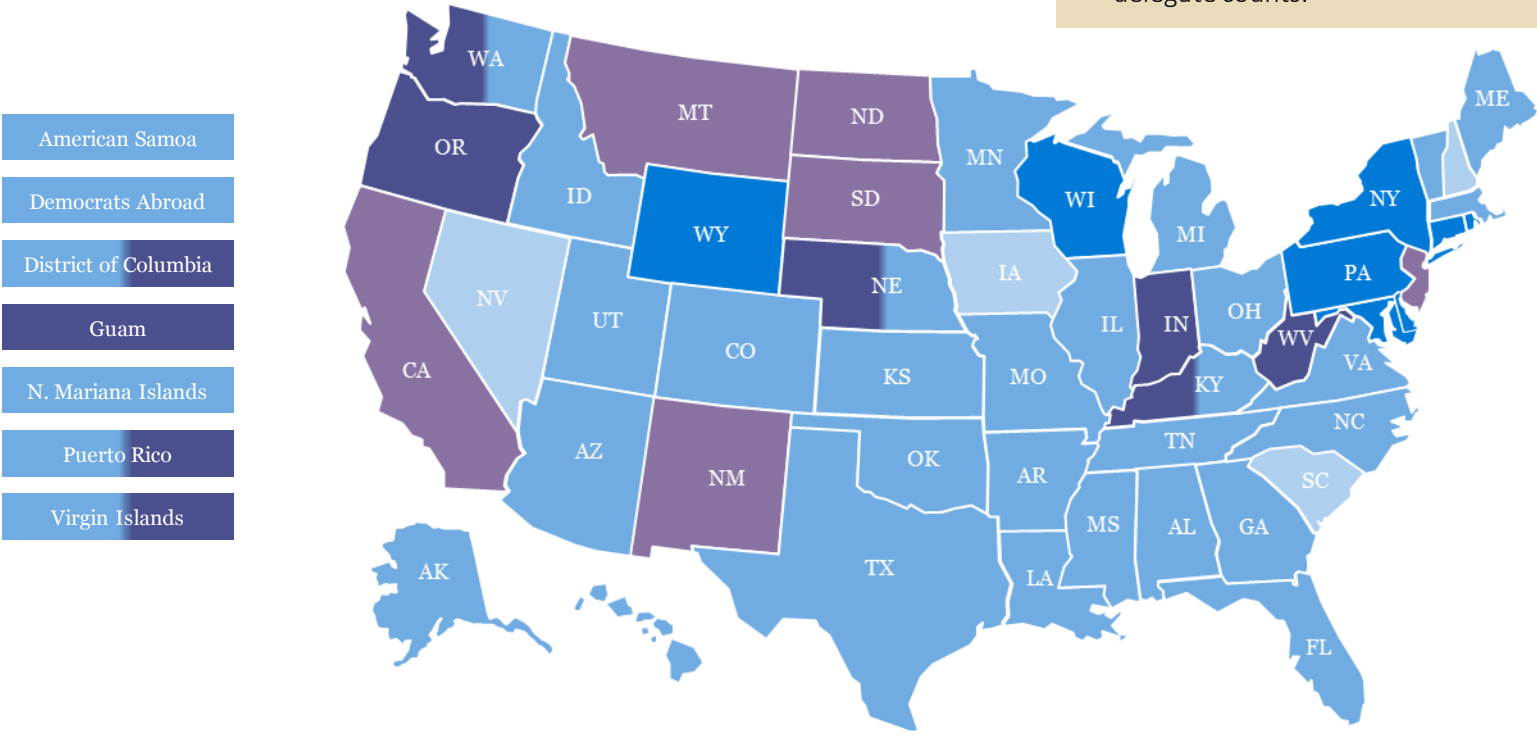 delegate counts.
American Samoa
Democrats Abroad
District of Columbia
Guam
N. Mariana Islands
Puerto Rico
Virgin Islands
WA
OR
MT
ID
ND
MN
SD
WY
WI
MI
ME
NY
PA
NV
UT
CO
NE
IA
IL
IN
OH
WV
VA
KY
CA
KS
MO
AZ
NM
OK
AR
TN
NC
SC
MS
AL
GA
TX
LA
FL
AK